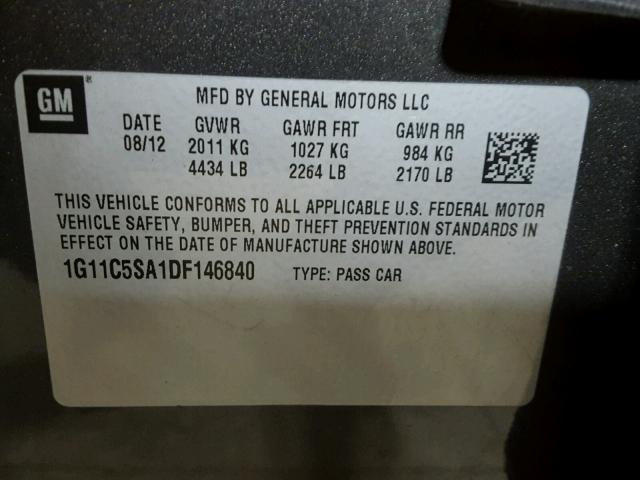 GM ®
MFD BY GENERAL MOTORS LLC
DATE GVWR GAWR FRT GAWR RR
08/12 2011 KG 1027 KG 984 KG
4434 LB 2264 LB 2170 LB
THIS VEHICLE CONFORMS TO ALL APPLICABLE U.S. FEDERAL MOTOR
VEHICLE SAFETY, BUMPER, AND THEFT PREVENTION STANDARDS IN
EFFECT ON THE DATE OF MANUFACTURE SHOWN ABOVE.
1G11C5SA1DF146840 TYPE: PASS CAR